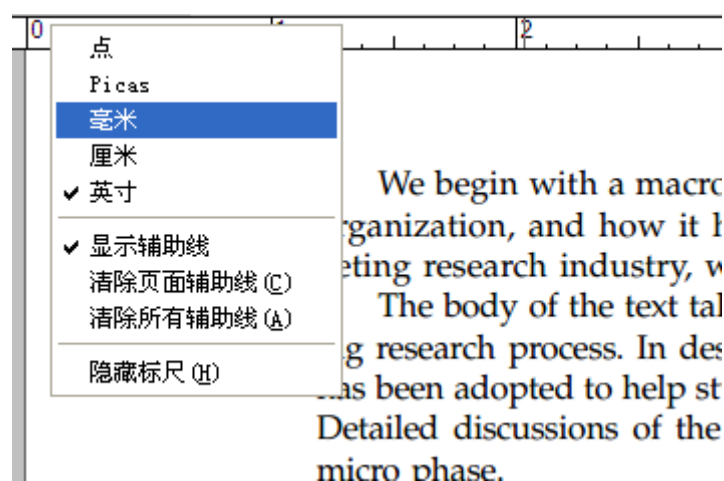 0 1 2
点
Picas
毫米
厘米
英寸
显示辅助线
清除页面辅助线(C)
清除所有辅助线(A)
隐藏标尺(H)
We begin with a macro
rganization, and how it h
eting research industry, w
The body of the text tal
g research process. In des
has been adopted to help st
Detailed discussions of the
micro phase.